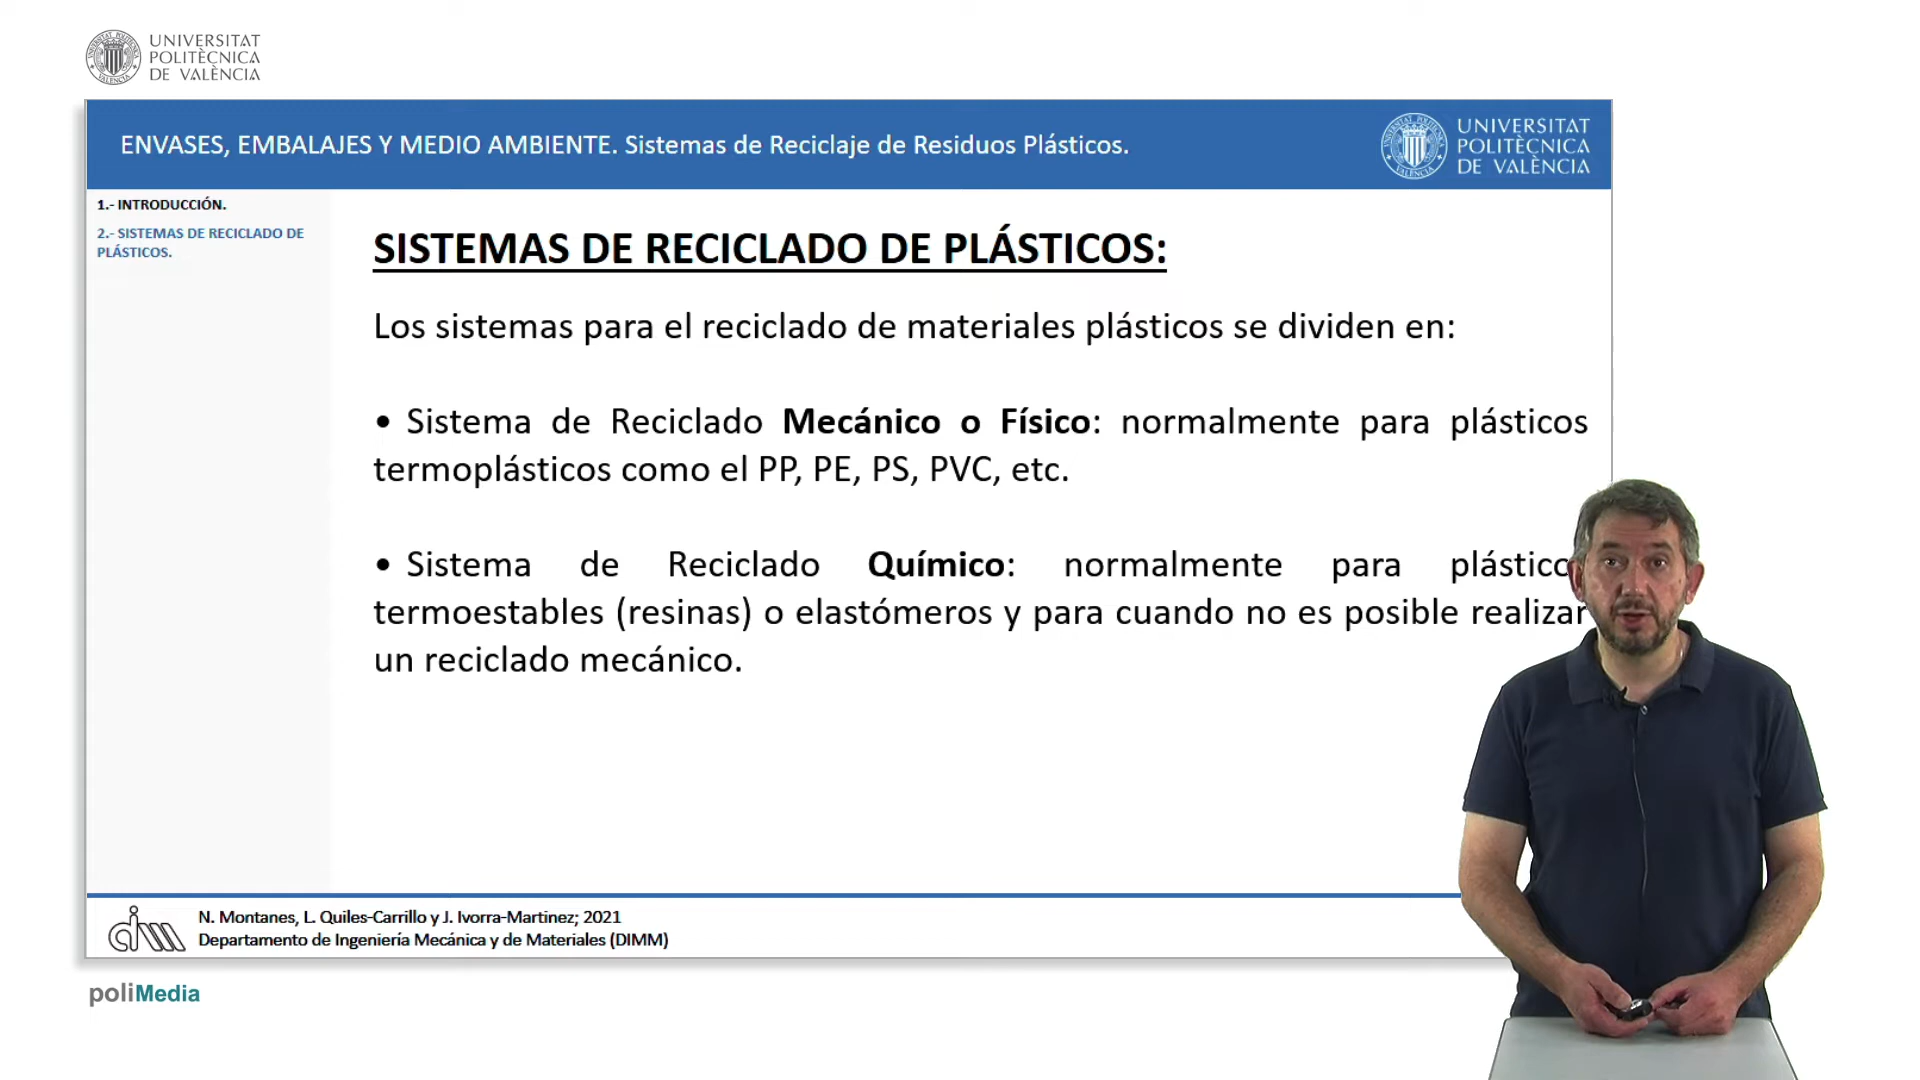 UNIVERSITAT
POLITÈCNICA
DE VALÈNCIA
ENVASES, EMBALAJES Y MEDIO AMBIENTE. Sistemas de Reciclaje de Residuos Plásticos.
UNIVERSITAT
POLITÈCNICA
DE VALÈNCIA
1.- INTRODUCCIÓN.
2.- SISTEMAS DE RECICLADO DE
PLÁSTICOS.
SISTEMAS DE RECICLADO DE PLÁSTICOS:
Los sistemas para el reciclado de materiales plásticos se dividen en:
• Sistema de Reciclado Mecánico o Físico: normalmente para plásticos
termoplásticos como el PP, PE, PS, PVC, etc.
• Sistema de Reciclado Químico: normalmente para plástico
termoestables (resinas) o elastómeros y para cuando no es posible realizar
un reciclado mecánico.
dim
N. Montanes, L. Quiles-Carrillo y J. Ivorra-Martinez; 2021
Departamento de Ingeniería Mecánica y de Materiales (DIMM)
poliMedia